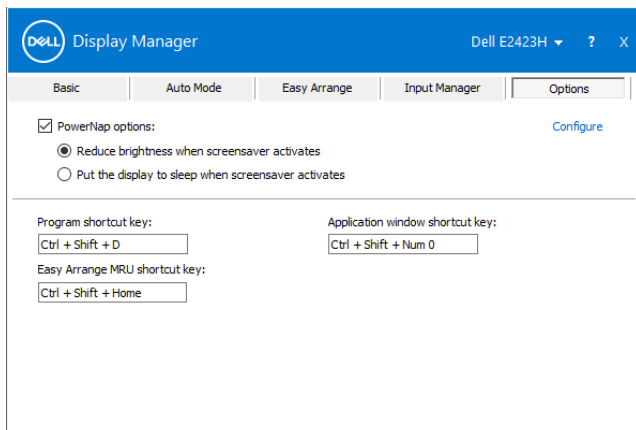 DELL Display Manager Dell E2423H ? X
Basic Auto Mode Easy Arrange Input Manager Options
PowerNap options: Configure
Reduce brightness when screensaver activates
Put the display to sleep when screensaver activates
Program shortcut key: Application window shortcut key:
Ctrl + Shift + D Ctrl + Shift + Num 0
Easy Arrange MRU shortcut key:
Ctrl + Shift + Home